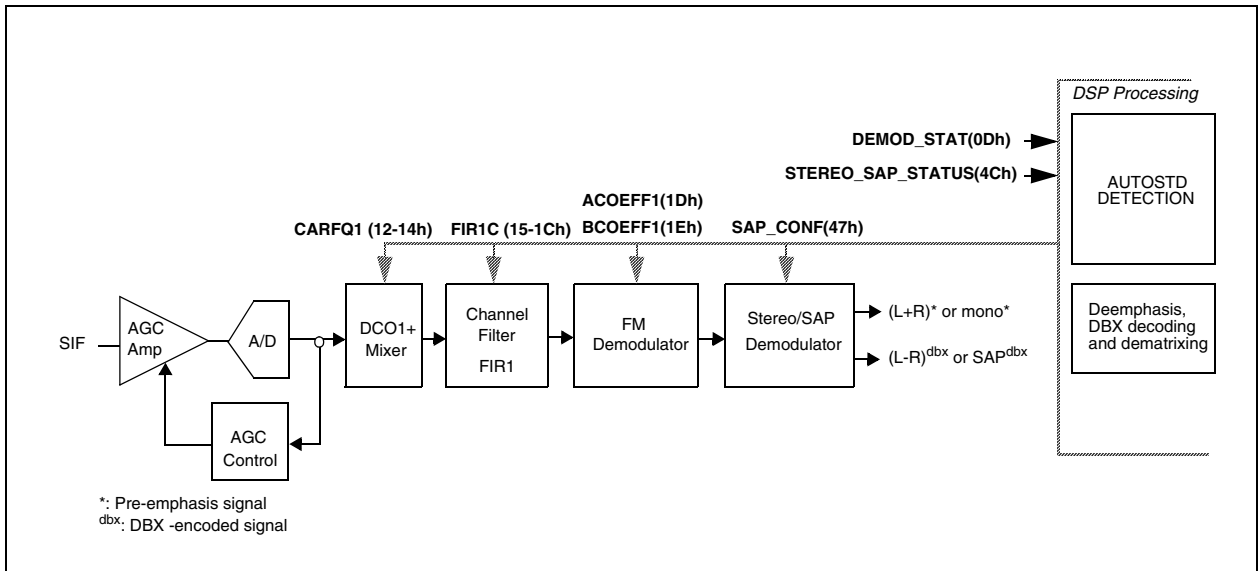 DSP Processing
DEMOD_STAT(0Dh)
STEREO_SAP_STATUS(4Ch)
AUTOSTD
DETECTION
ACOEFF1(1Dh)
CARFQ1 (12-14h)
FIR1C (15-1Ch)
BCOEFF1(1Eh)
SAP_CONF(47h)
SIF
AGC
Amp
A/D
DCO1+
Mixer
Channel
Filter
FIR1
FM
Demodulator
Stereo/SAP
Demodulator
(L+R)* or mono*
(L-R)dbx or SAPdbx
Deemphasis,
DBX decoding
and dematrixing
AGC
Control
*: Pre-emphasis signal
dbx: DBX -encoded signal